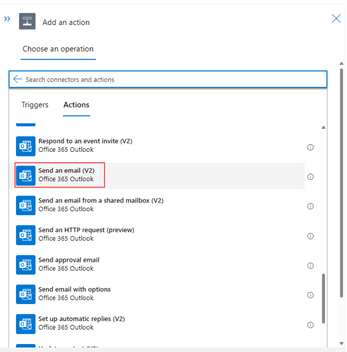 Add an action
Choose an operation
Search connectors and actions
Triggers Actions
Respond to an event invite (V2)
Office 365 Outlook
Send an email (V2)
Office 365 Outlook
Send an email from a shared mailbox (V2)
Office 365 Outlook
Send an HTTP request (preview)
Office 365 Outlook
Send approval email
Office 365 Outlook
Send email with options
Office 365 Outlook
Set up automatic replies (V2)
Office 365 Outlook